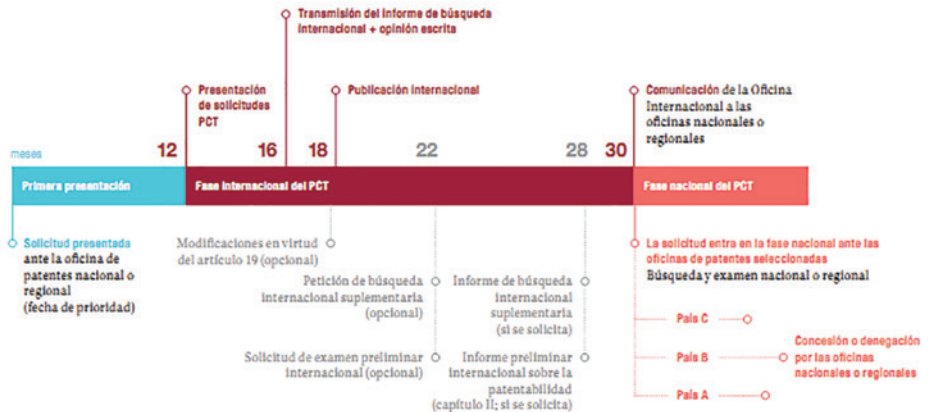 Transmisión del informe de búsqueda
internacional + opinión escrita
Presentación
de solicitudes
PCT
Publicación internacional
Comunicación de la Oficina
Internacional a las
oficinas nacionales o
regionales
meses
12
16
18
22
28
30
Primera presentación
Fase internacional del PCT
Fase nacional del PCT
Solicitud presentada
ante la oficina de
patentes nacional o
regional
(fecha de prioridad)
Modificaciones en virtud
del artículo 19 (opcional)
Petición de búsqueda
internacional suplementaria
(opcional)
Solicitud de examen preliminar
internacional (opcional)
Informe de búsqueda
internacional
suplementaria
(si se solicita)
Informe preliminar
internacional sobre la
patentabilidad
(capítulo II; si se solicita)
La solicitud entra en la fase nacional ante las
oficinas de patentes seleccionadas
Búsqueda y examen nacional o regional
País C
País B
País A
Concesión o denegación
por las oficinas
nacionales o regionales